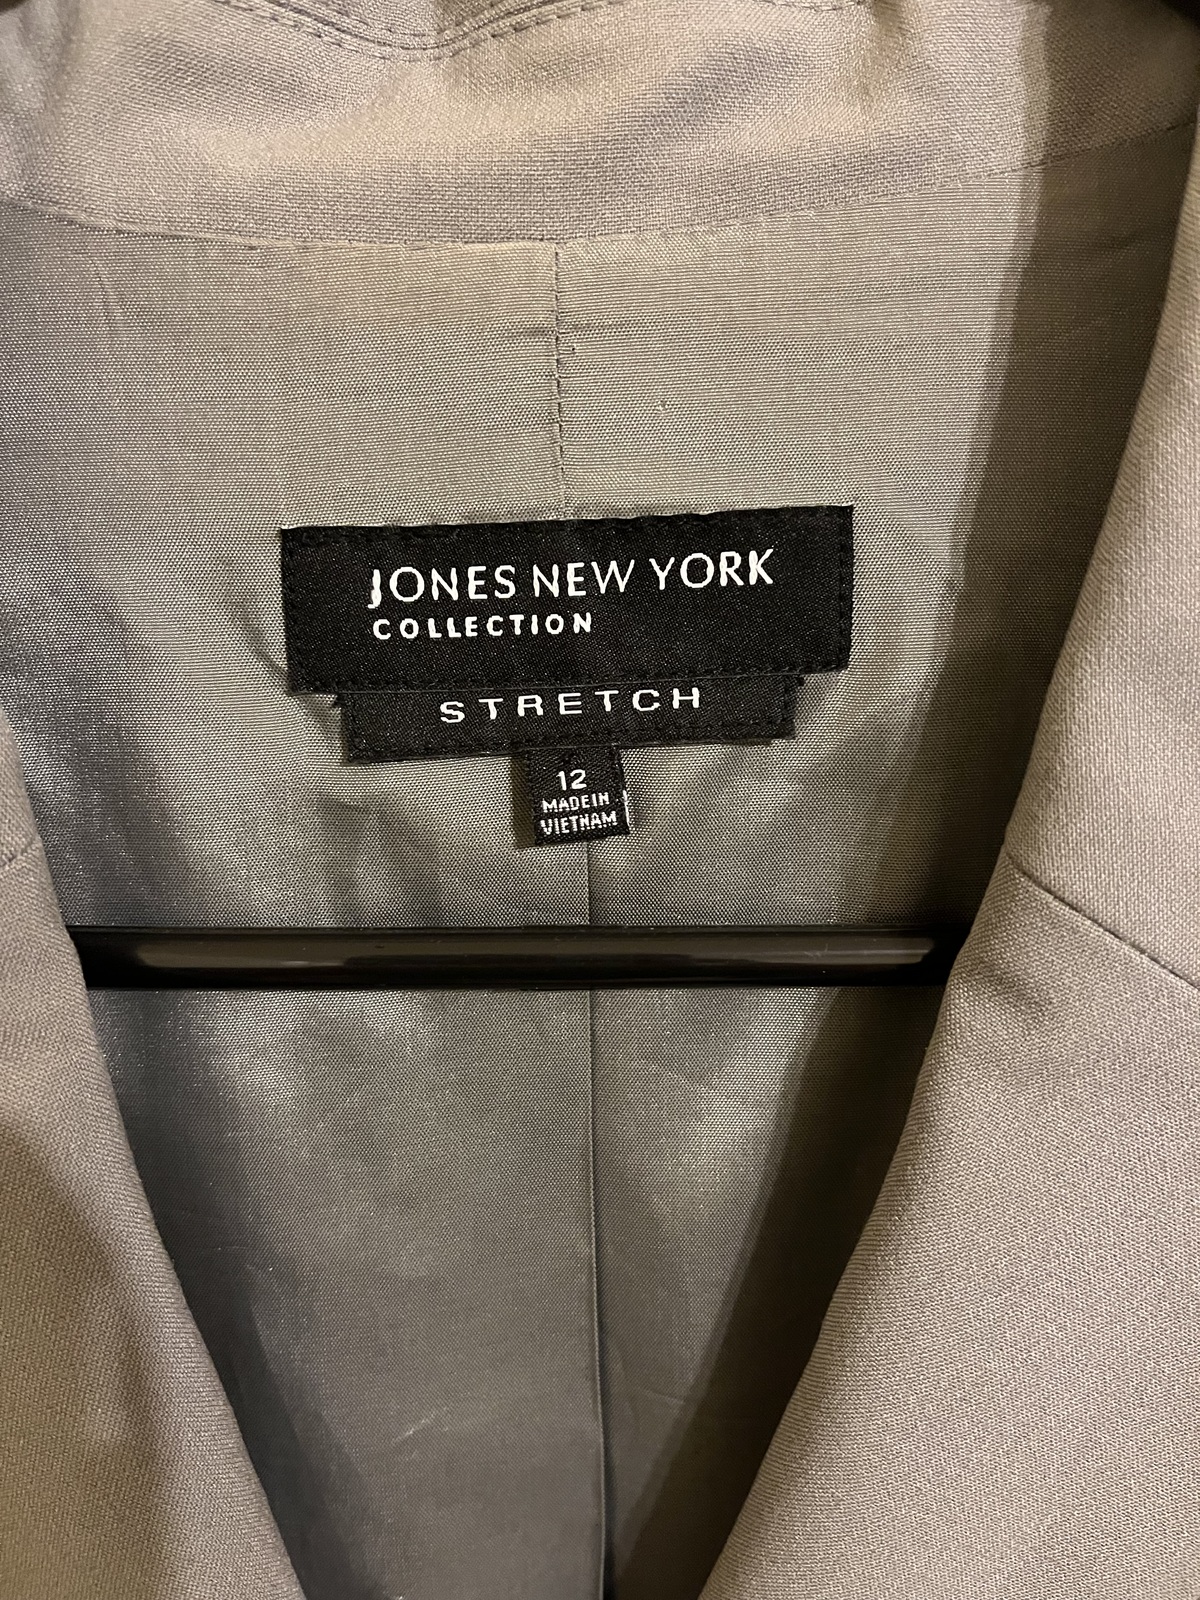 JONES NEW YORK
COLLECTION
STRETCH
12
MADE IN
VIETNAM